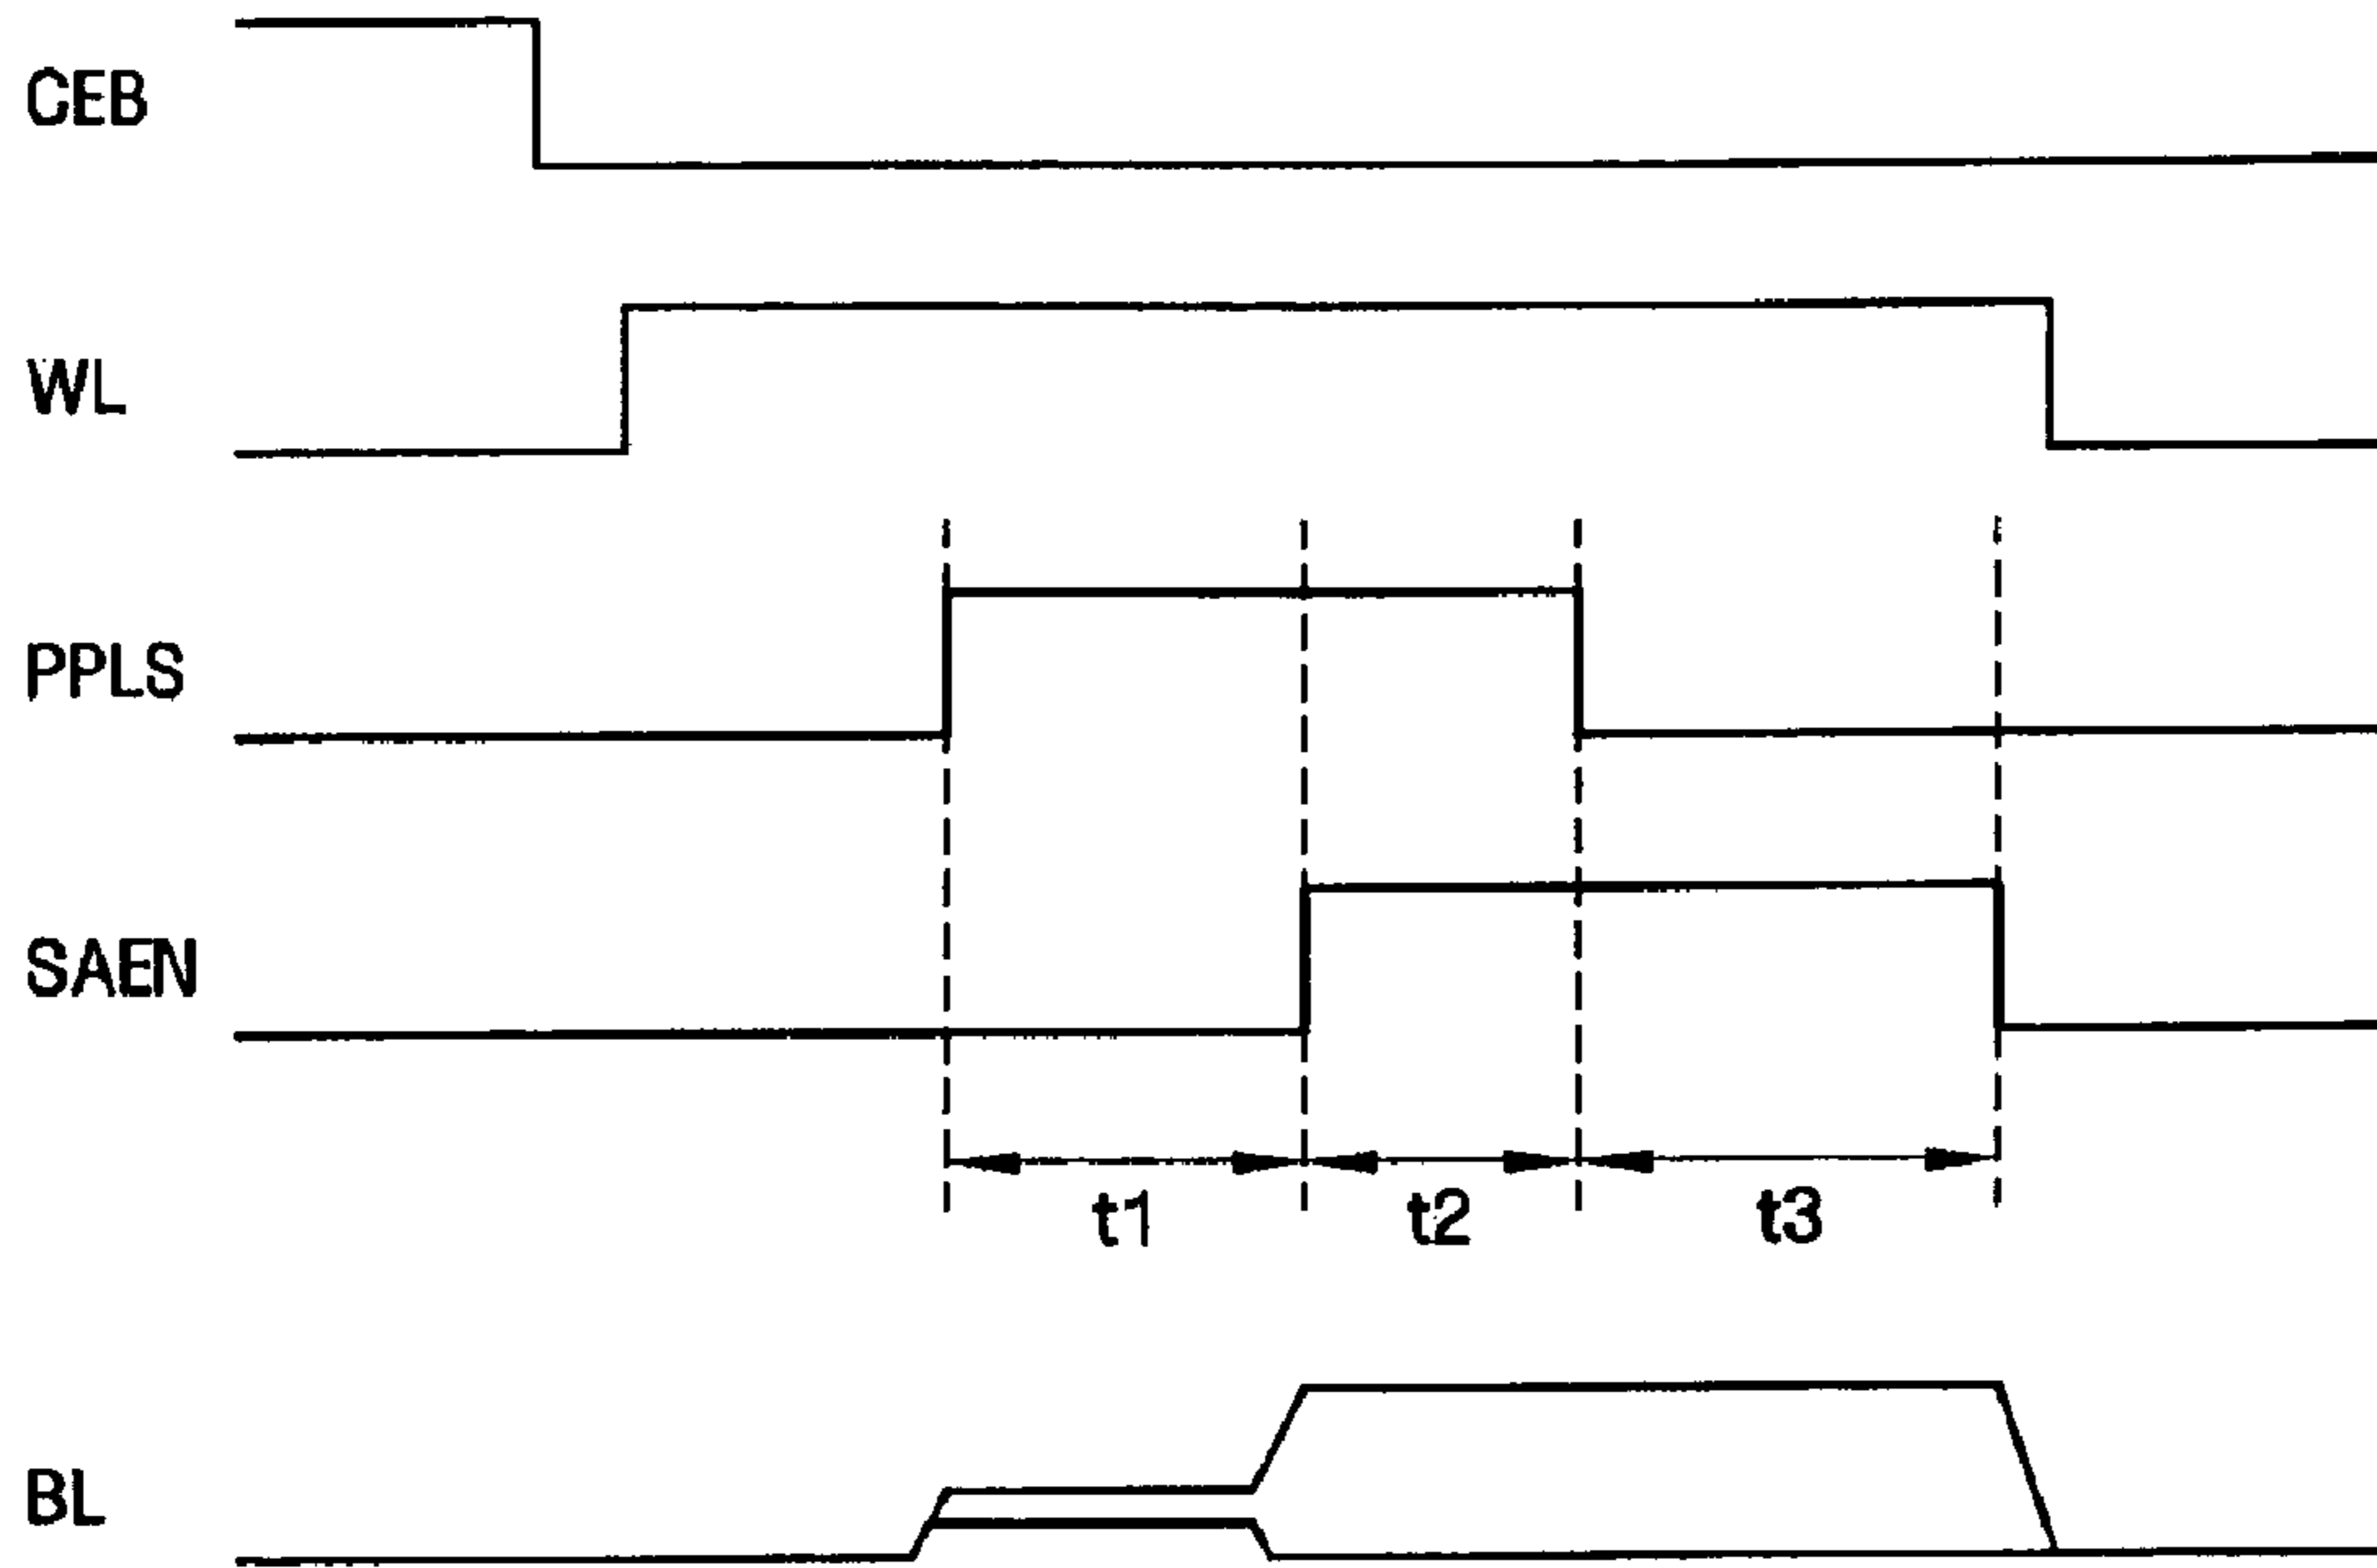 CEB
WL
PPLS
SAEN
t1 t2 t3
BL